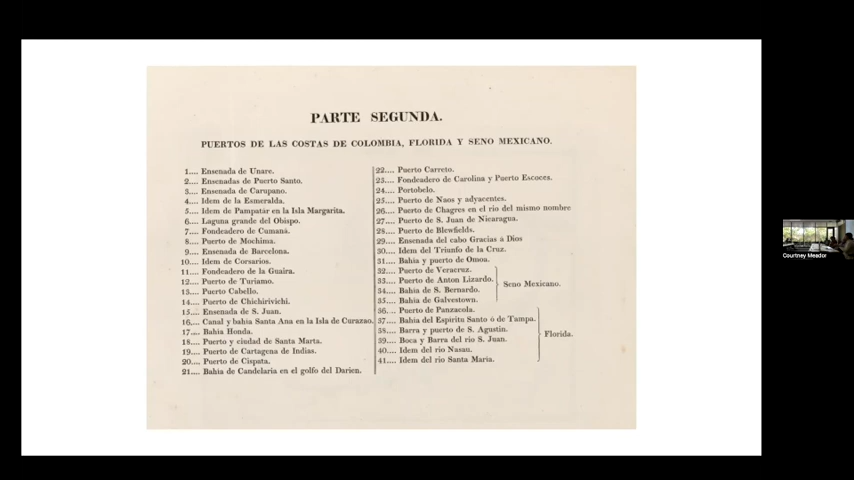 PARTE SEGUNDA.
PUERTOS DE LAS COSTAS DE COLOMBIA, FLORIDA Y SENO MEXICANO.
1.... Ensenada de Unare.
2.... Ensenadas de Puerto Santo.
3.... Ensenada de Carupano.
4.... Idem de la Esmeralda.
5.... Idem de Pampatar en la Isla Margarita.
6.... Laguna grande del Obispo.
7.... Fondeadero de Cumaná.
8.... Puerto de Mochima.
9.... Ensenada de Barcelona.
10.... Idem de Corsarios.
11.... Fondeadero de la Guaira.
12.... Puerto de Turiamo.
13.... Puerto Cabello.
14.... Puerto de Chichirivichi.
15.... Ensenada de S. Juan.
16.... Canal y bahia Santa Ana en la Isla de Curazao.
17.... Bahia Honda.
18.... Puerto y ciudad de Santa Marta.
19.... Puerto de Cartagena de Indias.
20.... Puerto de Cispata.
21.... Bahia de Candelaria en el golfo del Darien.
22.... Puerto Carreto.
23.... Fondeadero de Carolina y Puerto Escoces.
24.... Portobelo.
25.... Puerto de Naos y adyacentes.
26.... Puerto de Chagres en el rio del mismo nombre
27.... Puerto de S. Juan de Nicaragua.
28.... Puerto de Blewfields.
29.... Ensenada del cabo Gracias á Dios
30.... Idem del Triunfo de la Cruz.
31.... Bahia y puerto de Omoa.
32.... Puerto de Veracruz.
33.... Puerto de Anton Lizardo.
34.... Bahia de S. Bernardo.
35.... Bahia de Galvestown.
Seno Mexicano.
36.... Puerto de Panzacola.
37.... Bahia del Espiritu Santo ó de Tampa.
38.... Barra y puerto de S. Agustin.
39.... Boca y Barra del rio S. Juan.
40.... Idem del rio Nasau.
41.... Idem del rio Santa Maria.
Florida.
Courtney Meador